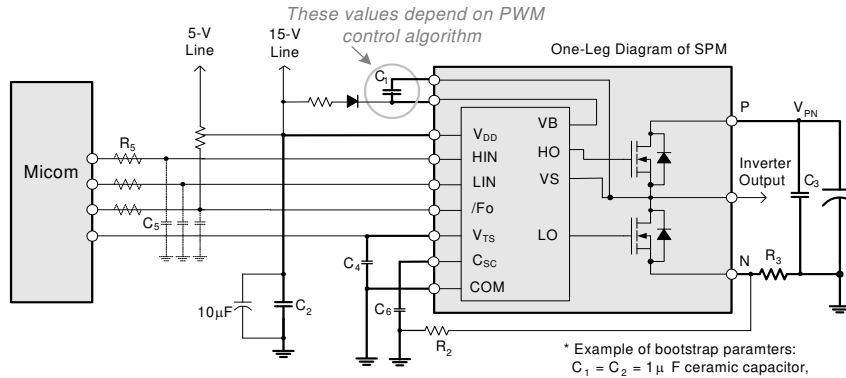 These values depend on PWM
control algorithm
5-V
Line
15-V
Line
One-Leg Diagram of SPM
C1
P
VPN
R5
VDD
VB
Micom
HIN
HO
Inverter
Output
LIN
VS
C3
/Fo
C5
VTS
LO
C4
CSC
N
R3
COM
10μF
C2
C6
R2
* Example of bootstrap paramters:
C1 = C2 = 1μ F ceramic capacitor,